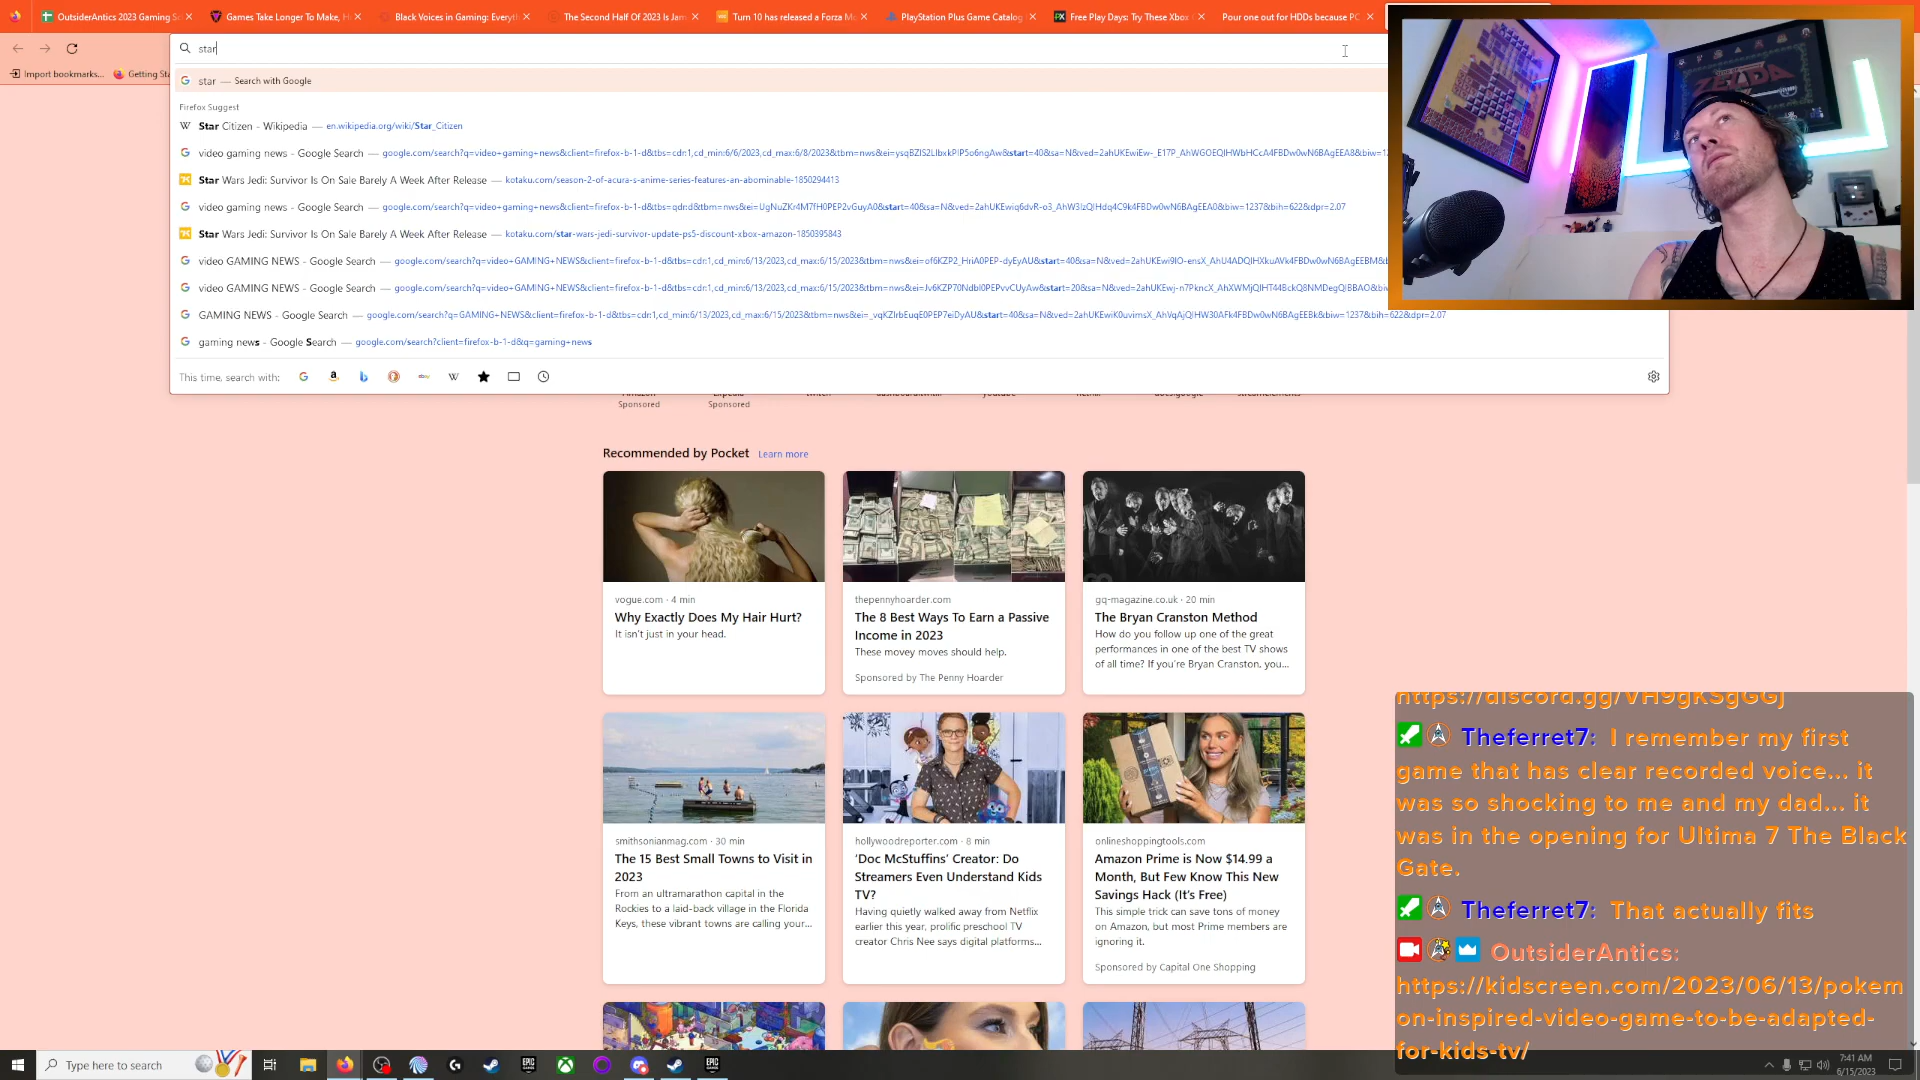 OutsiderAntics 2023 Gaming Sc
Games Take Longer To Make, H
Black Voices in Gaming: Everyt
The Second Half Of 2023 Is Jam
Turn 10 has released a Forza Mo
PlayStation Plus Game Catalog
Free Play Days: Try These Xbox
Pour one out for HDDs because PC
star
Import bookmarks...
Getting Sta
star — Search with Google
Firefox Suggest
Star Citizen - Wikipedia — en.wikipedia.org/wiki/Star_Citizen
video gaming news - Google Search —
Star Wars Jedi: Survivor Is On Sale Barely A Week After Release — kotaku.com/season-2-of-acura-s-anime-series-features-an-abominable-1850294413
video gaming news - Google Search —
Star Wars Jedi: Survivor Is On Sale Barely A Week After Release — kotaku.com/star-wars-jedi-survivor-update-ps5-discount-xbox-amazon-1850395843
video GAMING NEWS - Google Search —
video GAMING NEWS - Google Search —
GAMING NEWS - Google Search —
gaming news - Google Search — google.com/search?client=firefox-b-1-d&q=gaming+news
This time, search with:
Sponsored
Sponsored
Recommended by Pocket Learn more
vogue.com · 4 min
Why Exactly Does My Hair Hurt?
It isn't just in your head.
thepennyhoarder.com
The 8 Best Ways To Earn a Passive
Income in 2023
These movey moves should help.
Sponsored by The Penny Hoarder
gq-magazine.co.uk · 20 min
The Bryan Cranston Method
How do you follow up one of the great
performances in one of the best TV shows
of all time? If you're Bryan Cranston, you...
smithsonianmag.com · 30 min
The 15 Best Small Towns to Visit in
2023
From an ultramarathon capital in the
Rockies to a laid-back village in the Florida
Keys, these vibrant towns are calling your...
hollywoodreporter.com · 8 min
'Doc McStuffins' Creator: Do
Streamers Even Understand Kids
TV?
Having quietly walked away from Netflix
earlier this year, prolific preschool TV
creator Chris Nee says digital platforms...
onlineshoppingtools.com
Amazon Prime is Now $14.99 a
Month, But Few Know This New
Savings Hack (It's Free)
This simple trick can save tons of money
on Amazon, but most Prime members are
ignoring it.
Sponsored by Capital One Shopping
ZELDA
https://discord.gg/VH9gKSgGGJ
Theferret7: I remember my first
game that has clear recorded voice... it
was so shocking to me and my dad... it
was in the opening for Ultima 7 The Black
Gate.
Theferret7: That actually fits
OutsiderAntics:
https://kidscreen.com/2023/06/13/pokem
on-inspired-video-game-to-be-adapted-
for-kids-tv/
Type here to search
7:41 AM
6/15/2023